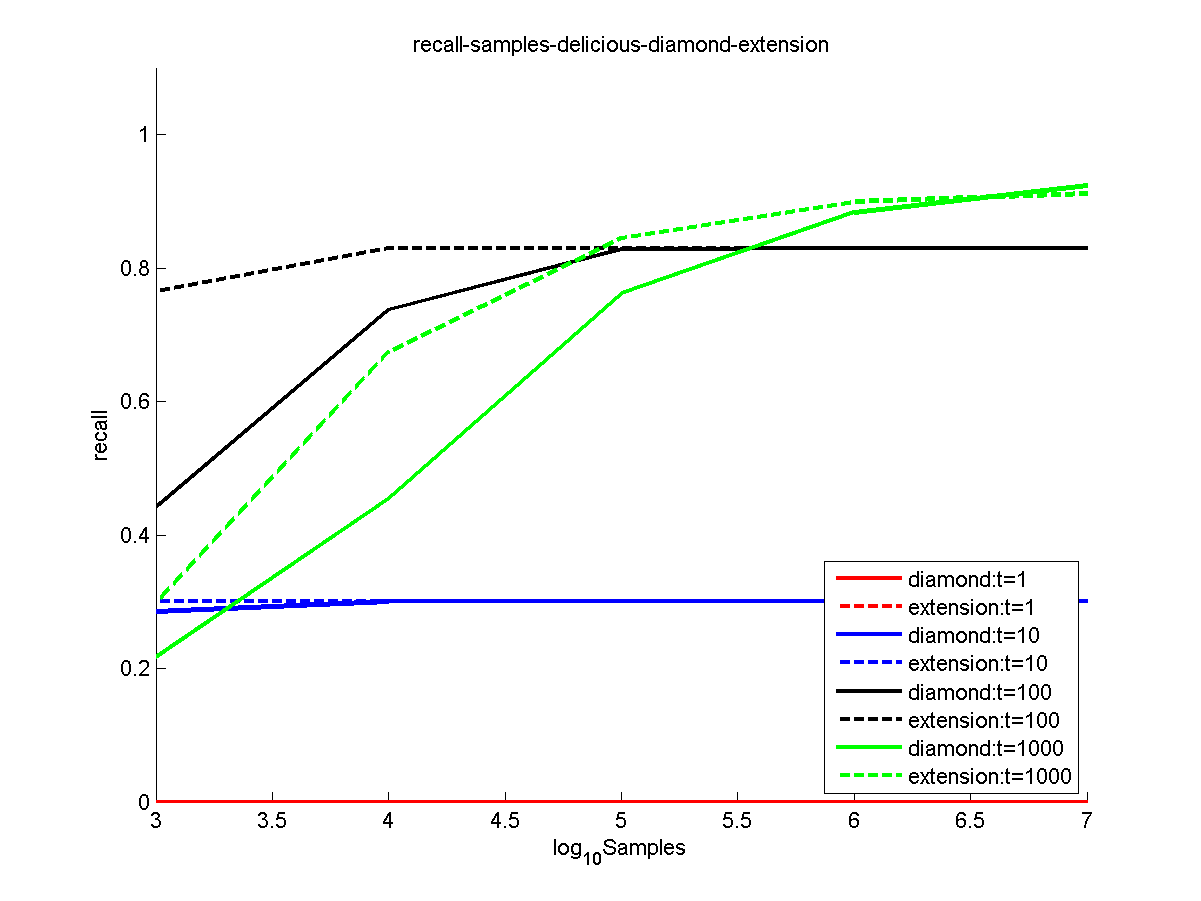 recall-samples-delicious-diamond-extension
1
0.8
0.6
0.4
0.2
0
recall
3 3.5 4 4.5 5 5.5 6 6.5 7
log10Samples
diamond:t=1
extension:t=1
diamond:t=10
extension:t=10
diamond:t=100
extension:t=100
diamond:t=1000
extension:t=1000